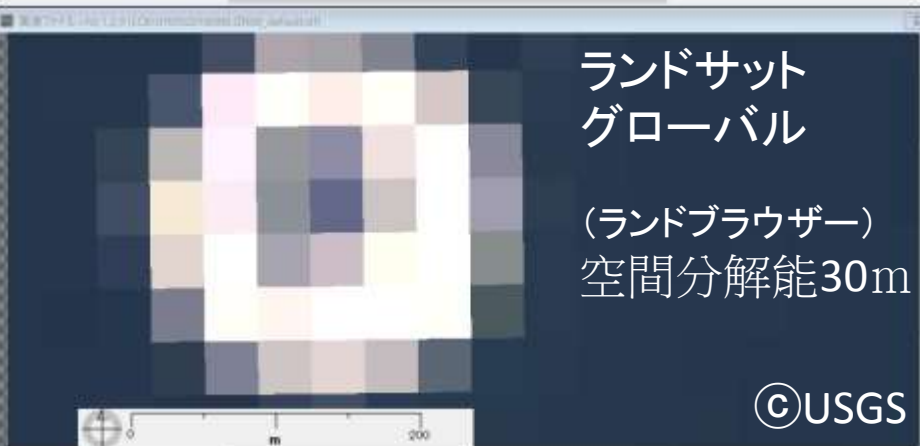 ランドサット
グローバル
（ランドブラウザー）
空間分解能30m
ⓒUSGS
0 m 200